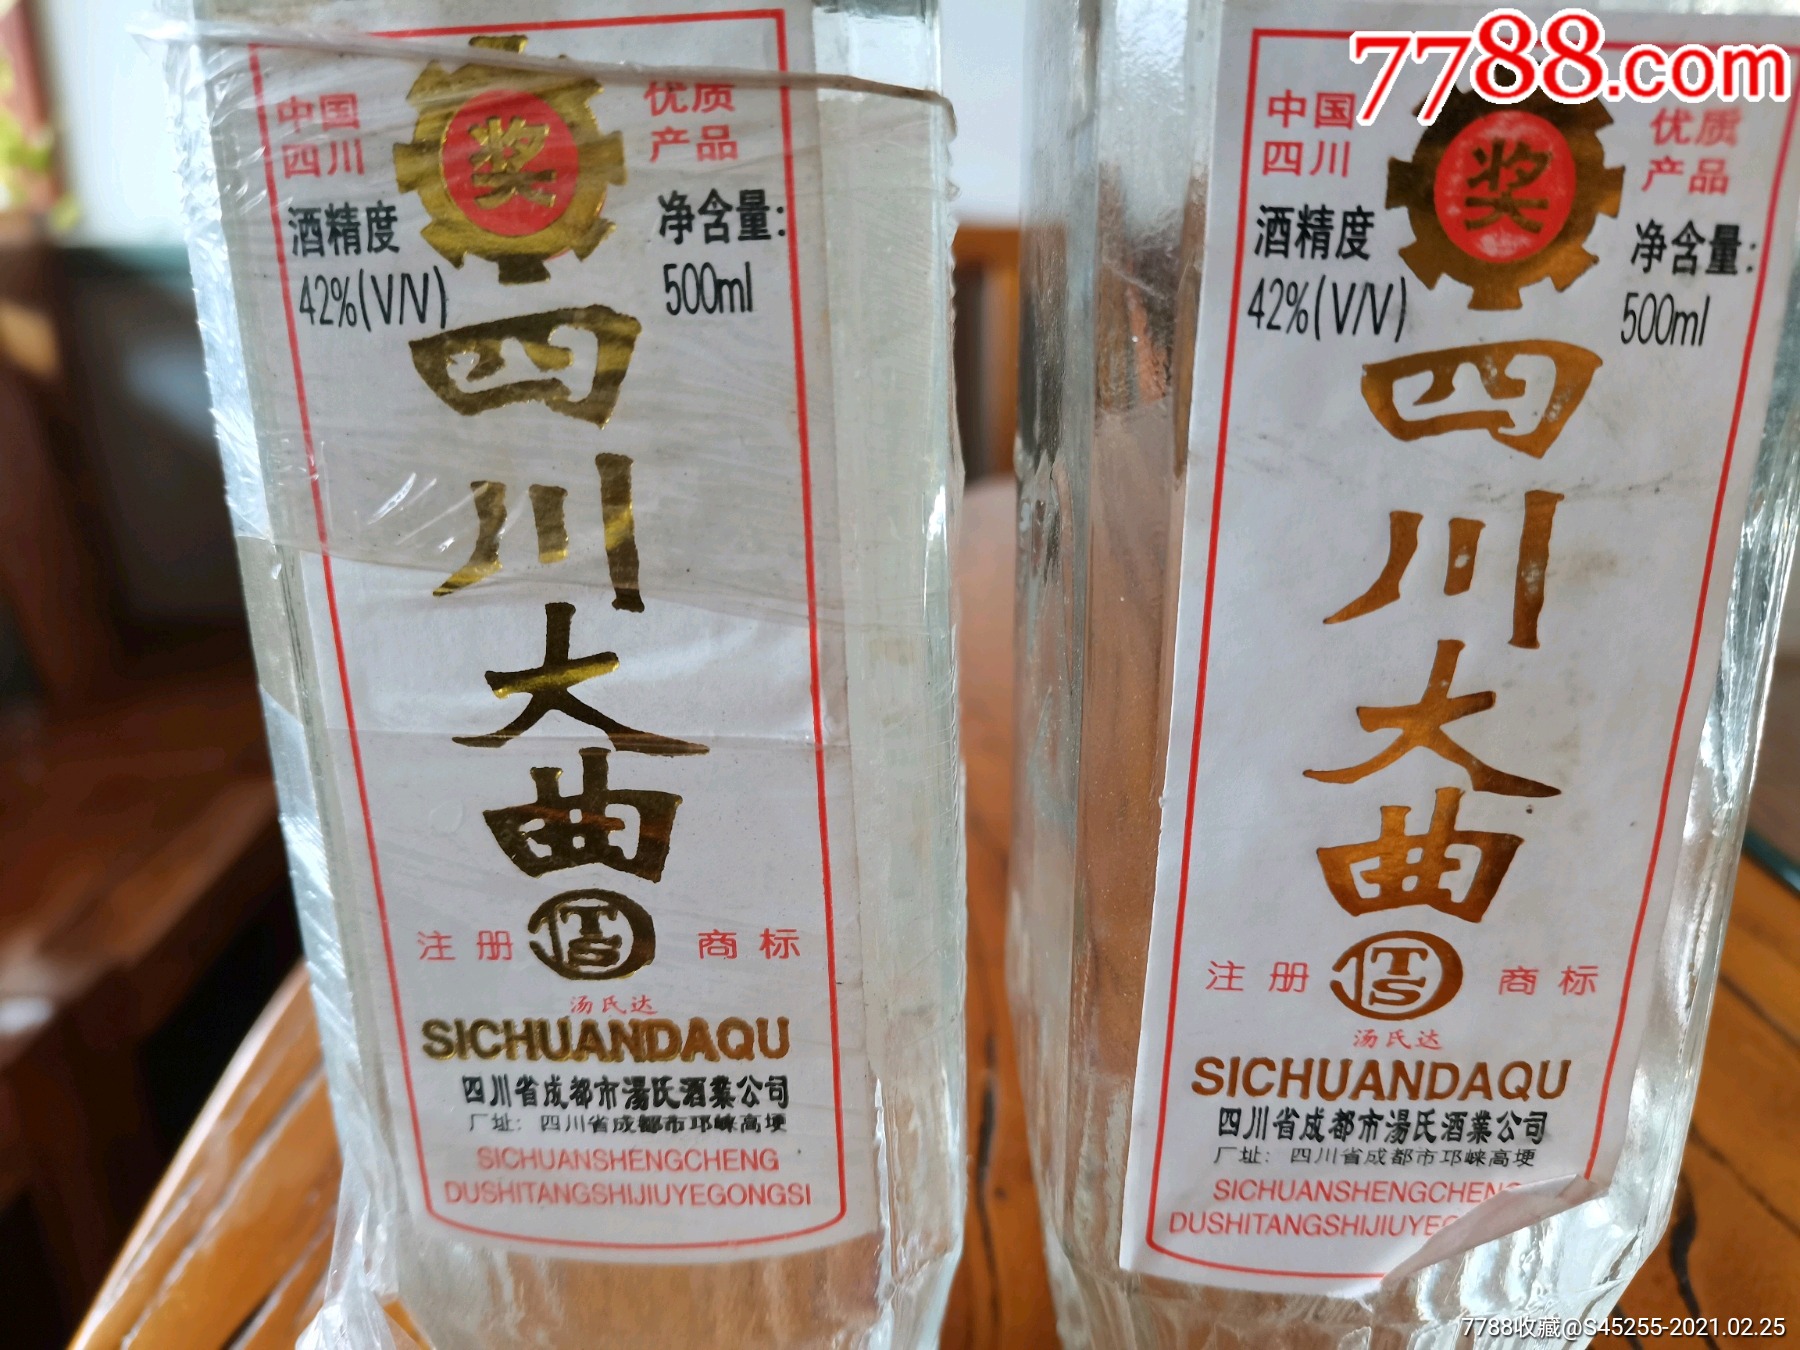 7788.com
中国
四川
奖
优质
产品
酒精度
42%(V/V)
净含量:
500ml
四川大曲
注册
TS
商标
汤氏达
SICHUANDAQU
四川省成都市湯氏酒業公司
厂址: 四川省成都市邛崃高埂
SICHUANSHENGCHENG
DUSHITANGSHIJIUYEGONGSI
中国
四川
奖
优质
产品
酒精度
42%(V/V)
净含量:
500ml
四川大曲
注册
TS
商标
汤氏达
SICHUANDAQU
四川省成都市湯氏酒業公司
厂址: 四川省成都市邛崃高埂
SICHUANSHENGCHENG
DUSHITANGSHIJIUYEG
7788收藏@S45255-2021.02.25